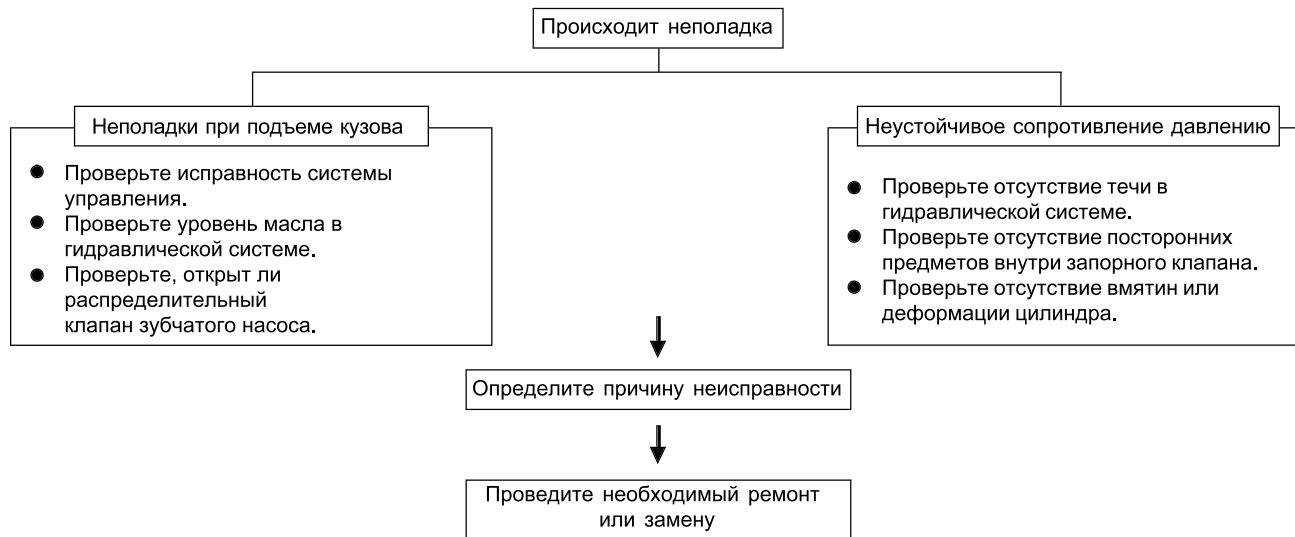 Происходит неполадка
Неполадки при подъеме кузова
● Проверьте исправность системы
управления.
● Проверьте уровень масла в
гидравлической системе.
● Проверьте, открыт ли
распределительный
клапан зубчатого насоса.
Неустойчивое сопротивление давлению
● Проверьте отсутствие течи в
гидравлической системе.
● Проверьте отсутствие посторонних
предметов внутри запорного клапана.
● Проверьте отсутствие вмятин или
деформации цилиндра.
Определите причину неисправности
Проведите необходимый ремонт
или замену